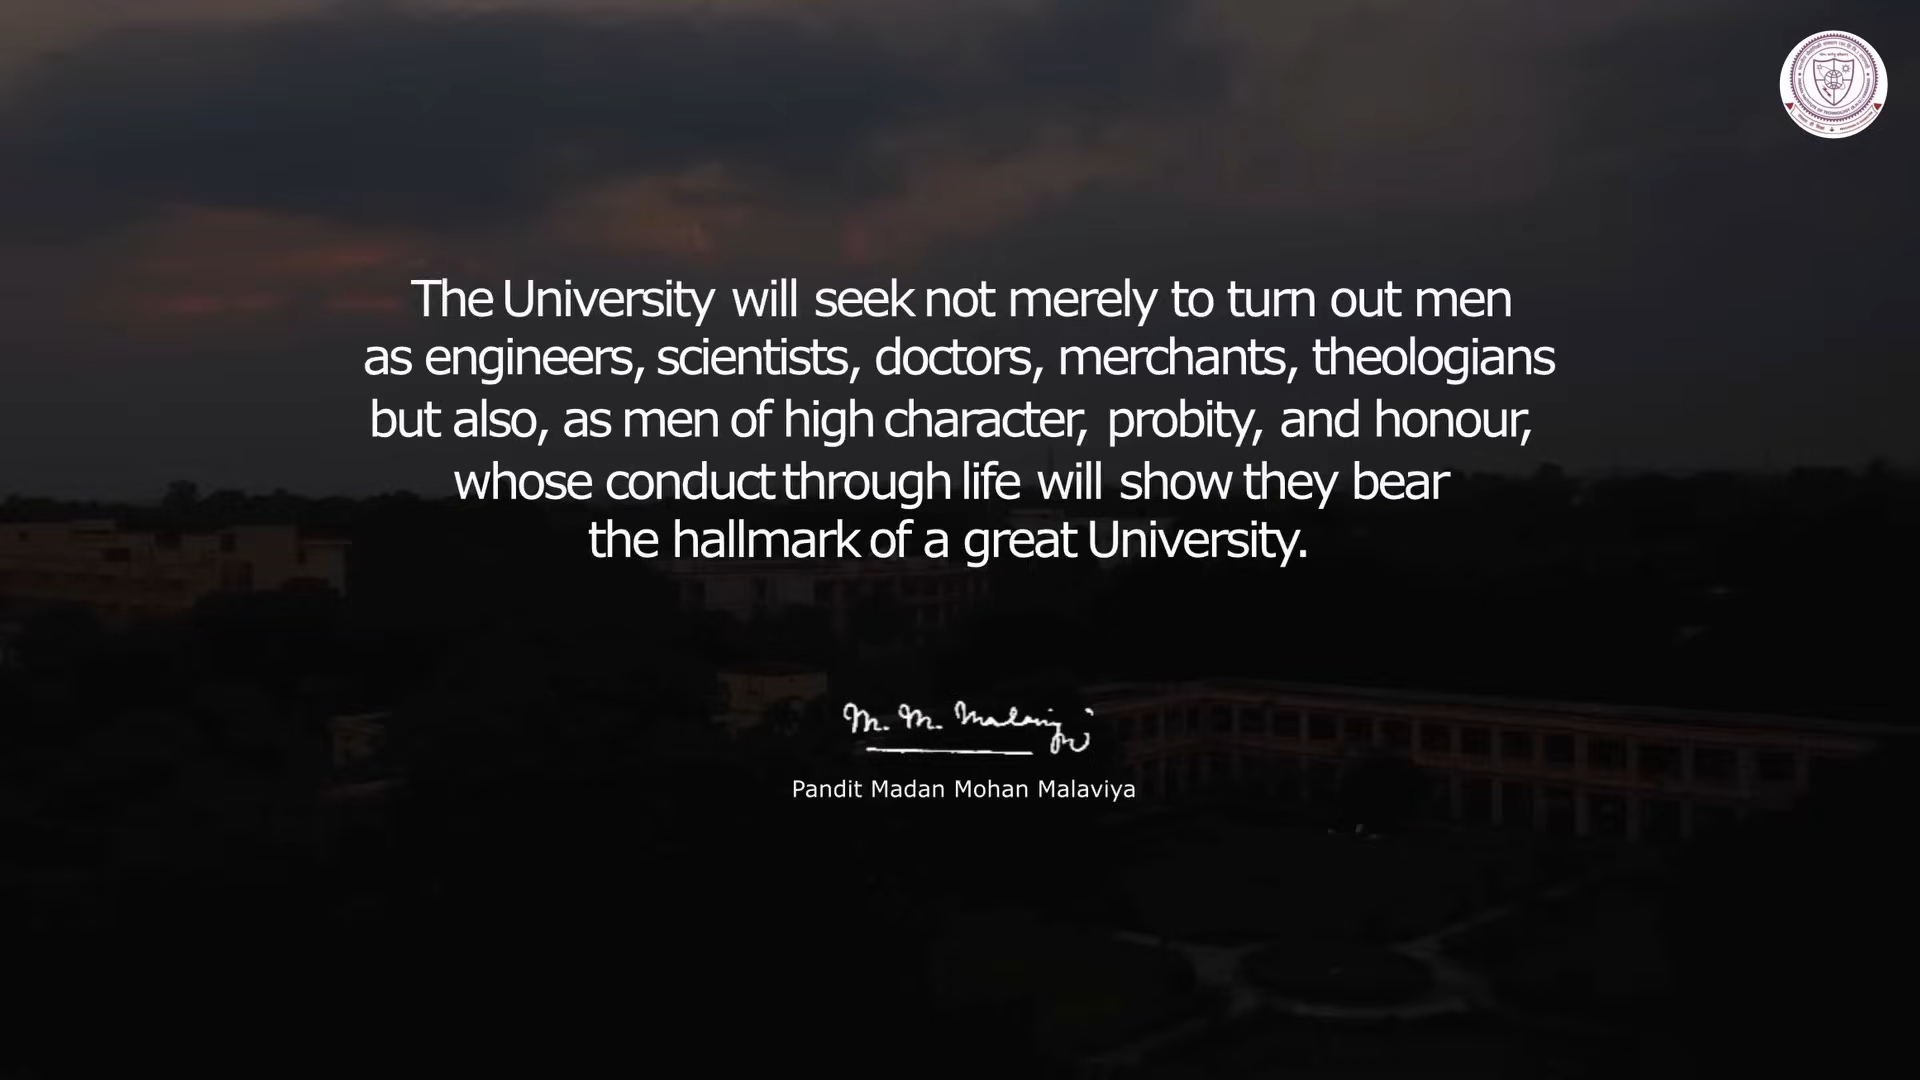 The University will seek not merely to turn out men
as engineers, scientists, doctors, merchants, theologians
but also, as men of high character, probity, and honour,
whose conduct through life will show they bear
the hallmark of a great University.
M. M. Malaviya
Pandit Madan Mohan Malaviya